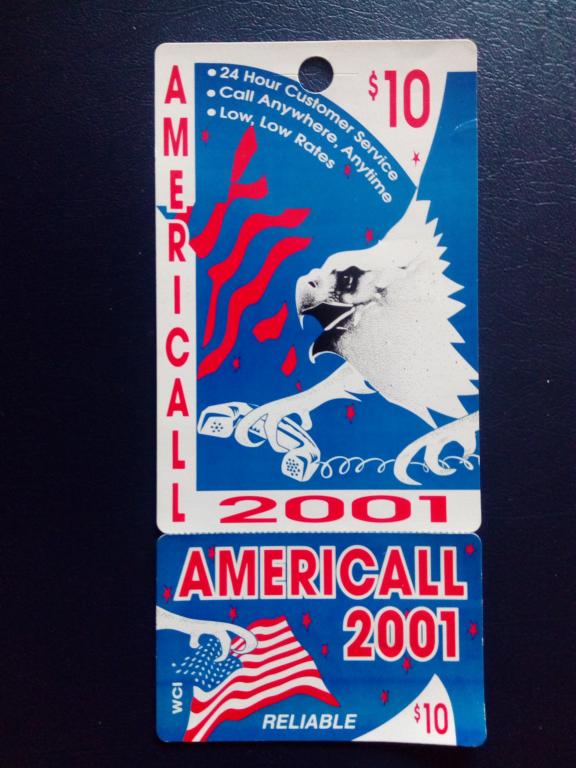 AMERICALL
• 24 Hour Customer Service
• Call Anywhere, Anytime
• Low, Low Rates
$10
2001
AMERICALL
2001
WCI
RELIABLE
$10